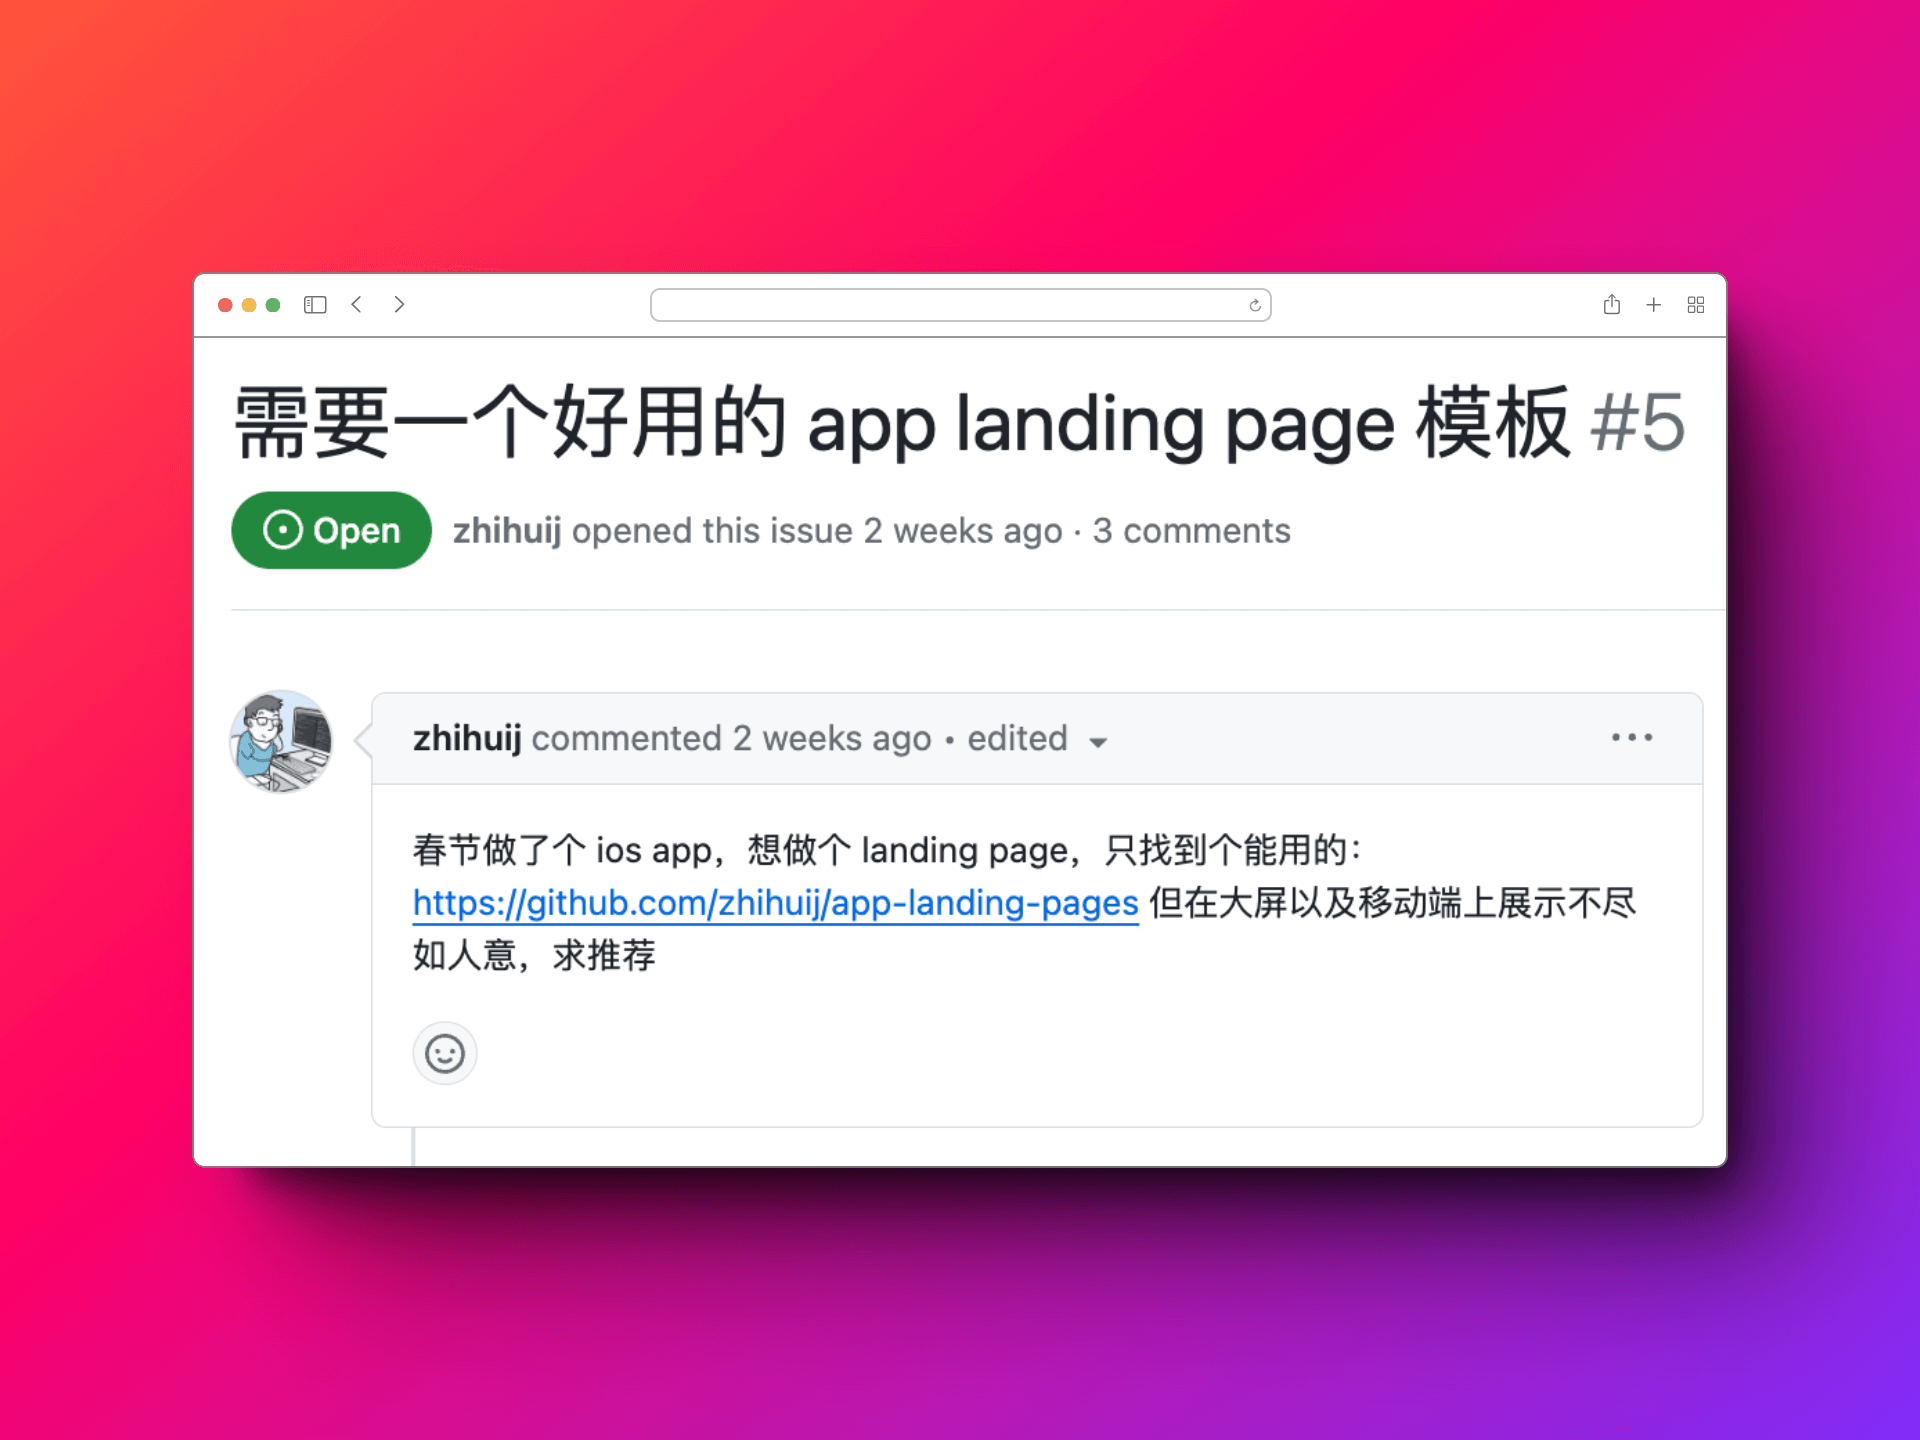 需要一个好用的 app landing page 模板 #5
Open
zhihuij opened this issue 2 weeks ago · 3 comments
zhihuij commented 2 weeks ago • edited
春节做了个 ios app，想做个 landing page，只找到个能用的：
https://github.com/zhihuij/app-landing-pages 但在大屏以及移动端上展示不尽
如人意，求推荐